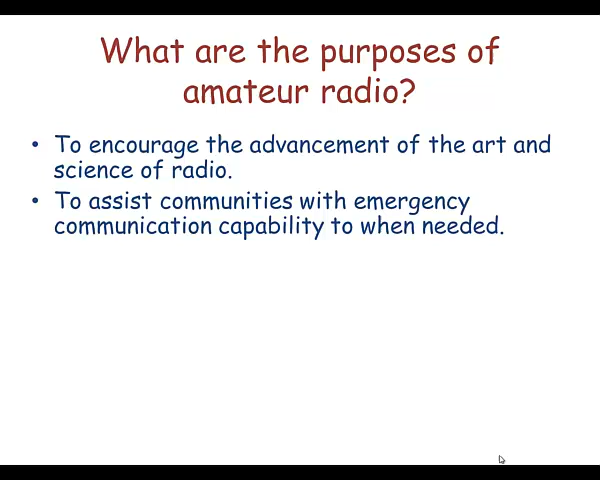 What are the purposes of
amateur radio?
• To encourage the advancement of the art and
science of radio.
• To assist communities with emergency
communication capability to when needed.